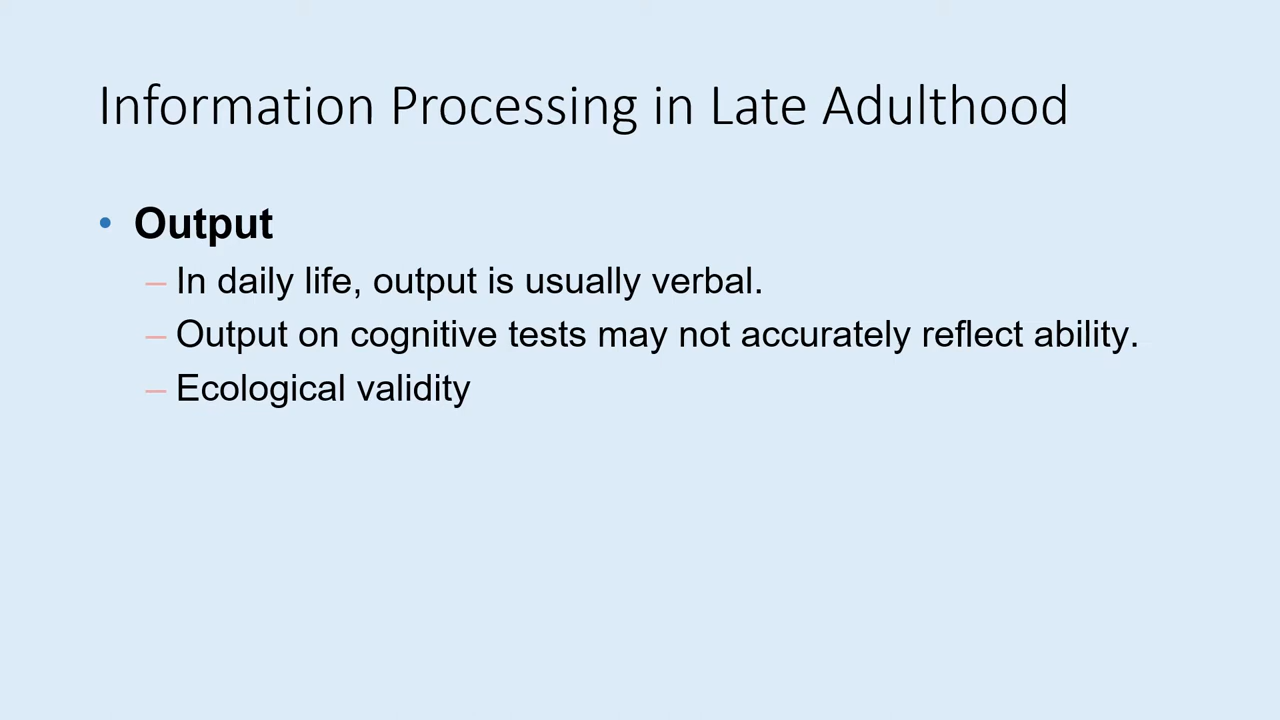 Information Processing in Late Adulthood
• Output
– In daily life, output is usually verbal.
– Output on cognitive tests may not accurately reflect ability.
– Ecological validity